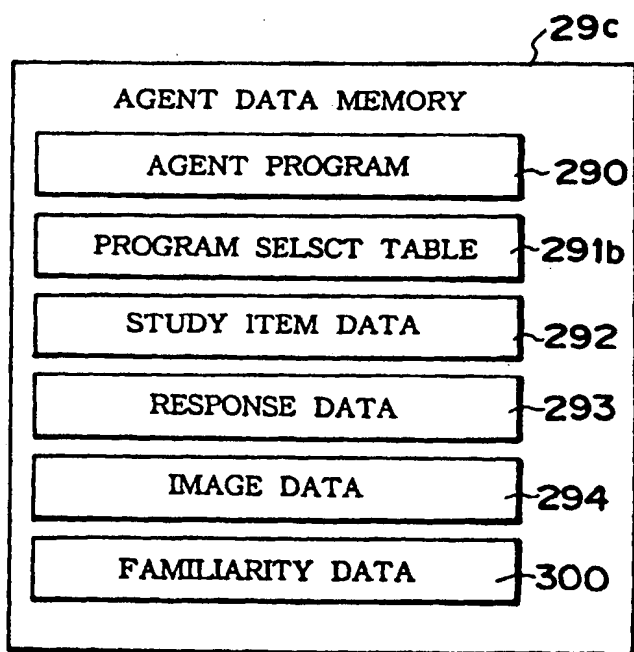 29c
AGENT DATA MEMORY
AGENT PROGRAM 290
PROGRAM SELSCT TABLE 291b
STUDY ITEM DATA 292
RESPONSE DATA 293
IMAGE DATA 294
FAMILIARITY DATA 300